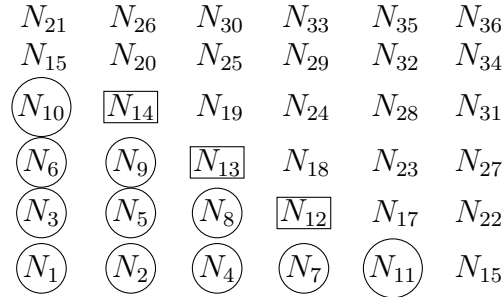 N₂₁ N₂₆ N₃₀ N₃₃ N₃₅ N₃₆
N₁₅ N₂₀ N₂₅ N₂₉ N₃₂ N₃₄
N₁₀ N₁₄ N₁₉ N₂₄ N₂₈ N₃₁
N₆ N₉ N₁₃ N₁₈ N₂₃ N₂₇
N₃ N₅ N₈ N₁₂ N₁₇ N₂₂
N₁ N₂ N₄ N₇ N₁₁ N₁₅